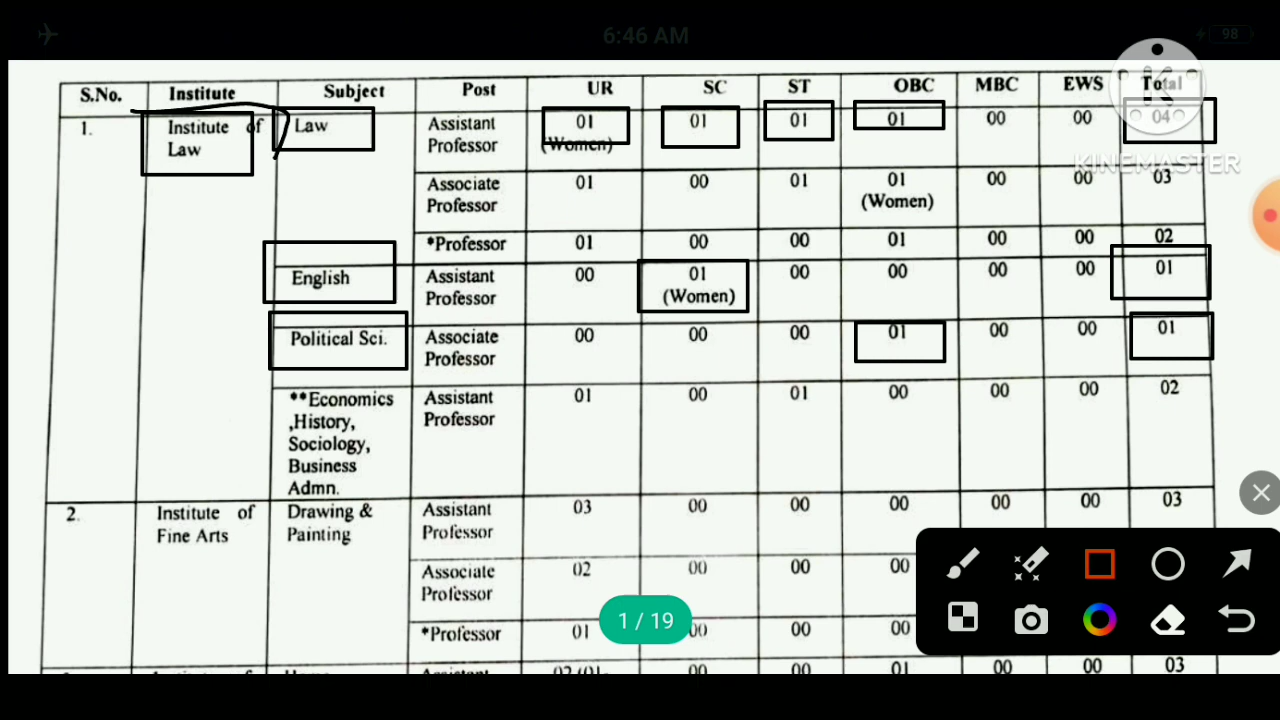 6:46 AM
98
S.No. Institute Subject Post UR SC ST OBC MBC EWS Total
1. Institute of Law Assistant 01 01 01 01 00 00 04
Law Professor (Women)
Associate 01 00 01 01 00 00 03
Professor (Women)
*Professor 01 00 00 01 00 00 02
English Assistant 00 01 00 00 00 00 01
Professor (Women)
Political Sci. Associate 00 00 00 01 00 00 01
Professor
**Economics Assistant 01 00 01 00 00 00 02
,History, Professor
Sociology,
Business
Admn.
2. Institute of Drawing & Assistant 03 00 00 00 00 00 03
Fine Arts Painting Professor
Associate 02 00 00 00
Professor
*Professor 01 00 00 00
Assistant 00 00 01 00 00 03
1 / 19
K
KINEMASTER